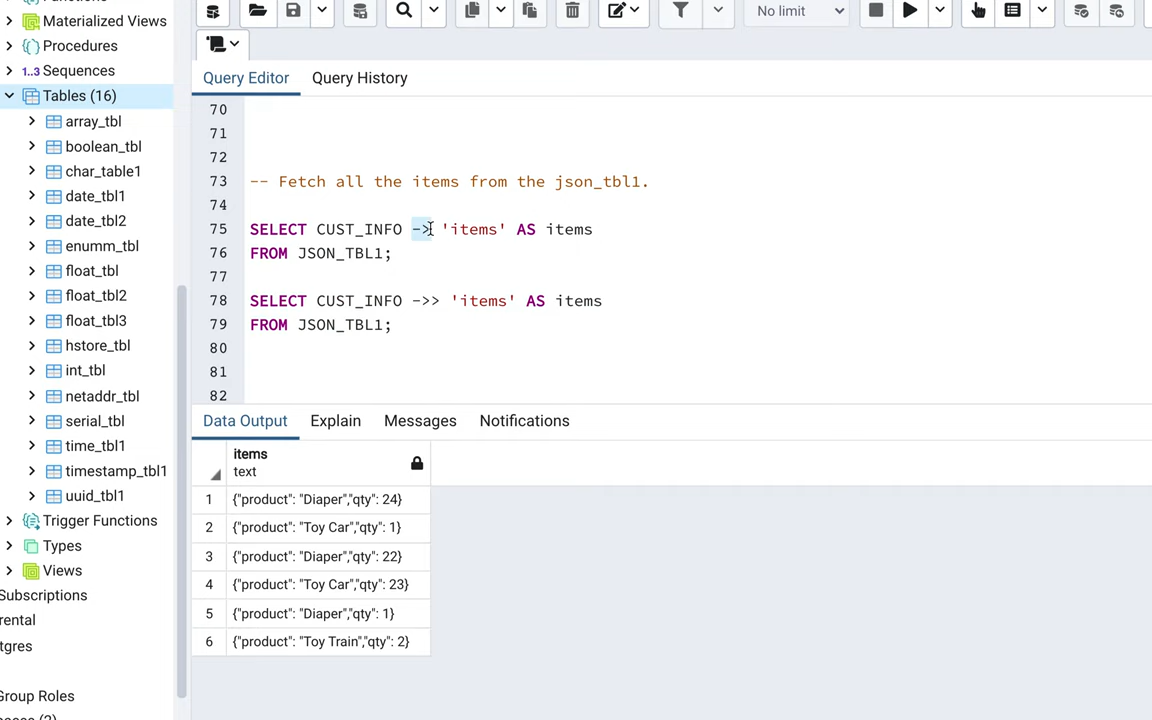 Functions
Materialized Views
Procedures
1..3 Sequences
Tables (16)
array_tbl
boolean_tbl
char_table1
date_tbl1
date_tbl2
enumm_tbl
float_tbl
float_tbl2
float_tbl3
hstore_tbl
int_tbl
netaddr_tbl
serial_tbl
time_tbl1
timestamp_tbl1
uuid_tbl1
Trigger Functions
Types
Views
Subscriptions
rental
tgres
Group Roles
No limit
Query Editor Query History
70
71
72
73 -- Fetch all the items from the json_tbl1.
74
75 SELECT CUST_INFO -> 'items' AS items
76 FROM JSON_TBL1;
77
78 SELECT CUST_INFO ->> 'items' AS items
79 FROM JSON_TBL1;
80
81
82
Data Output Explain Messages Notifications
items
text
1 {"product": "Diaper","qty": 24}
2 {"product": "Toy Car","qty": 1}
3 {"product": "Diaper","qty": 22}
4 {"product": "Toy Car","qty": 23}
5 {"product": "Diaper","qty": 1}
6 {"product": "Toy Train","qty": 2}